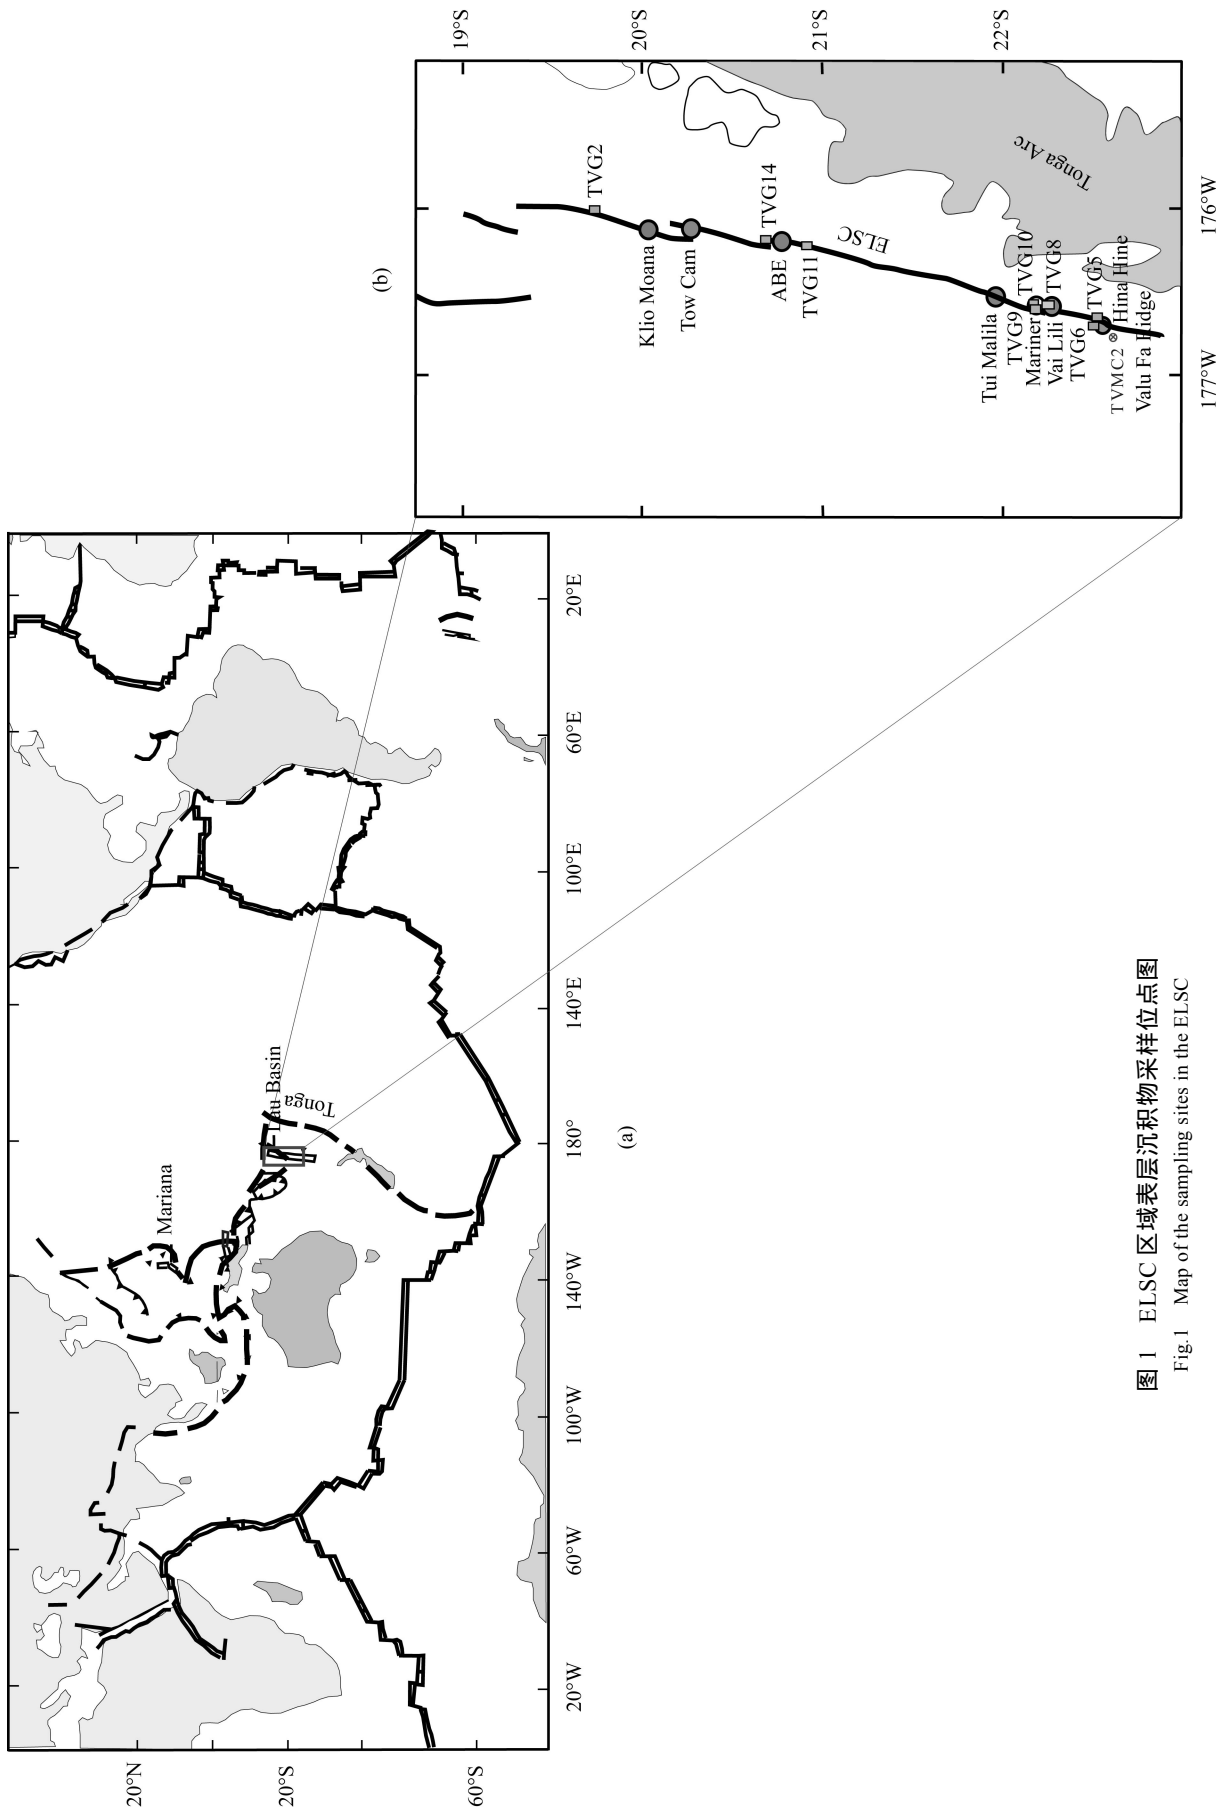 20°N
20°S
60°S
20°W
60°W
100°W
140°W
180°
140°E
100°E
60°E
20°E
Mariana
Lau Basin
Tonga
(a)
(b)
19°S
20°S
21°S
22°S
177°W
176°W
TVG2
Klio Moana
Tow Cam
TVG14
ABE
TVG11
ELSC
Tonga Arc
Tui Malila
TVG9
TVG10
Mariner
TVG8
Vai Lili
TVG6
TVG5
TVMC2
Hina Hine
Valu Fa Ridge
图 1 ELSC 区域表层沉积物采样位点图
Fig.1 Map of the sampling sites in the ELSC